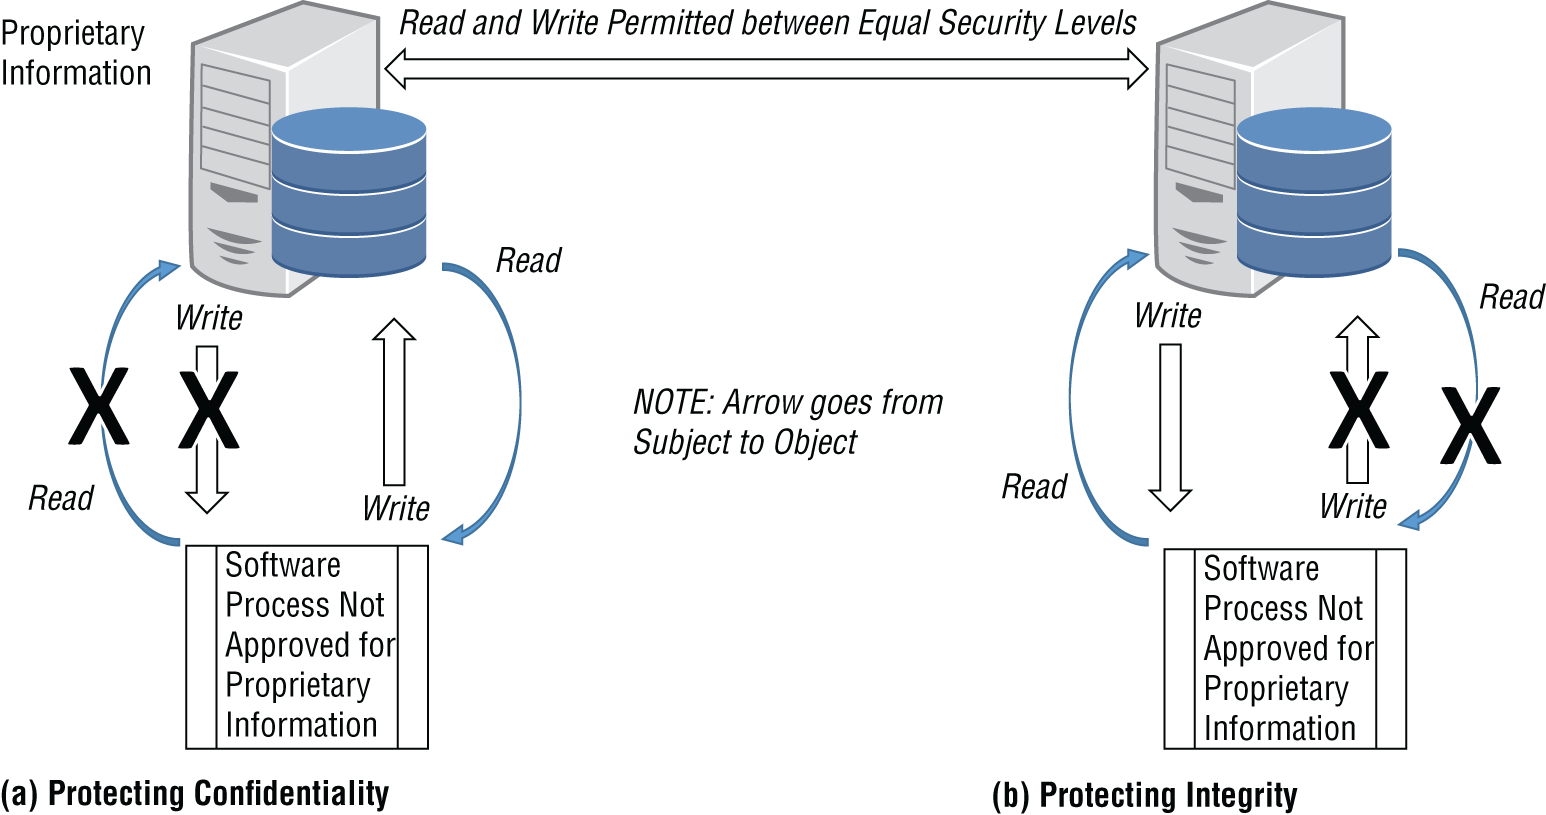 Proprietary
Information
Read and Write Permitted between Equal Security Levels
Read
Write
Read
Write
X
X
NOTE: Arrow goes from
Subject to Object
Write
Read
X
X
Read
Write
Read
Write
Software
Process Not
Approved for
Proprietary
Information
Software
Process Not
Approved for
Proprietary
Information
(a) Protecting Confidentiality
(b) Protecting Integrity